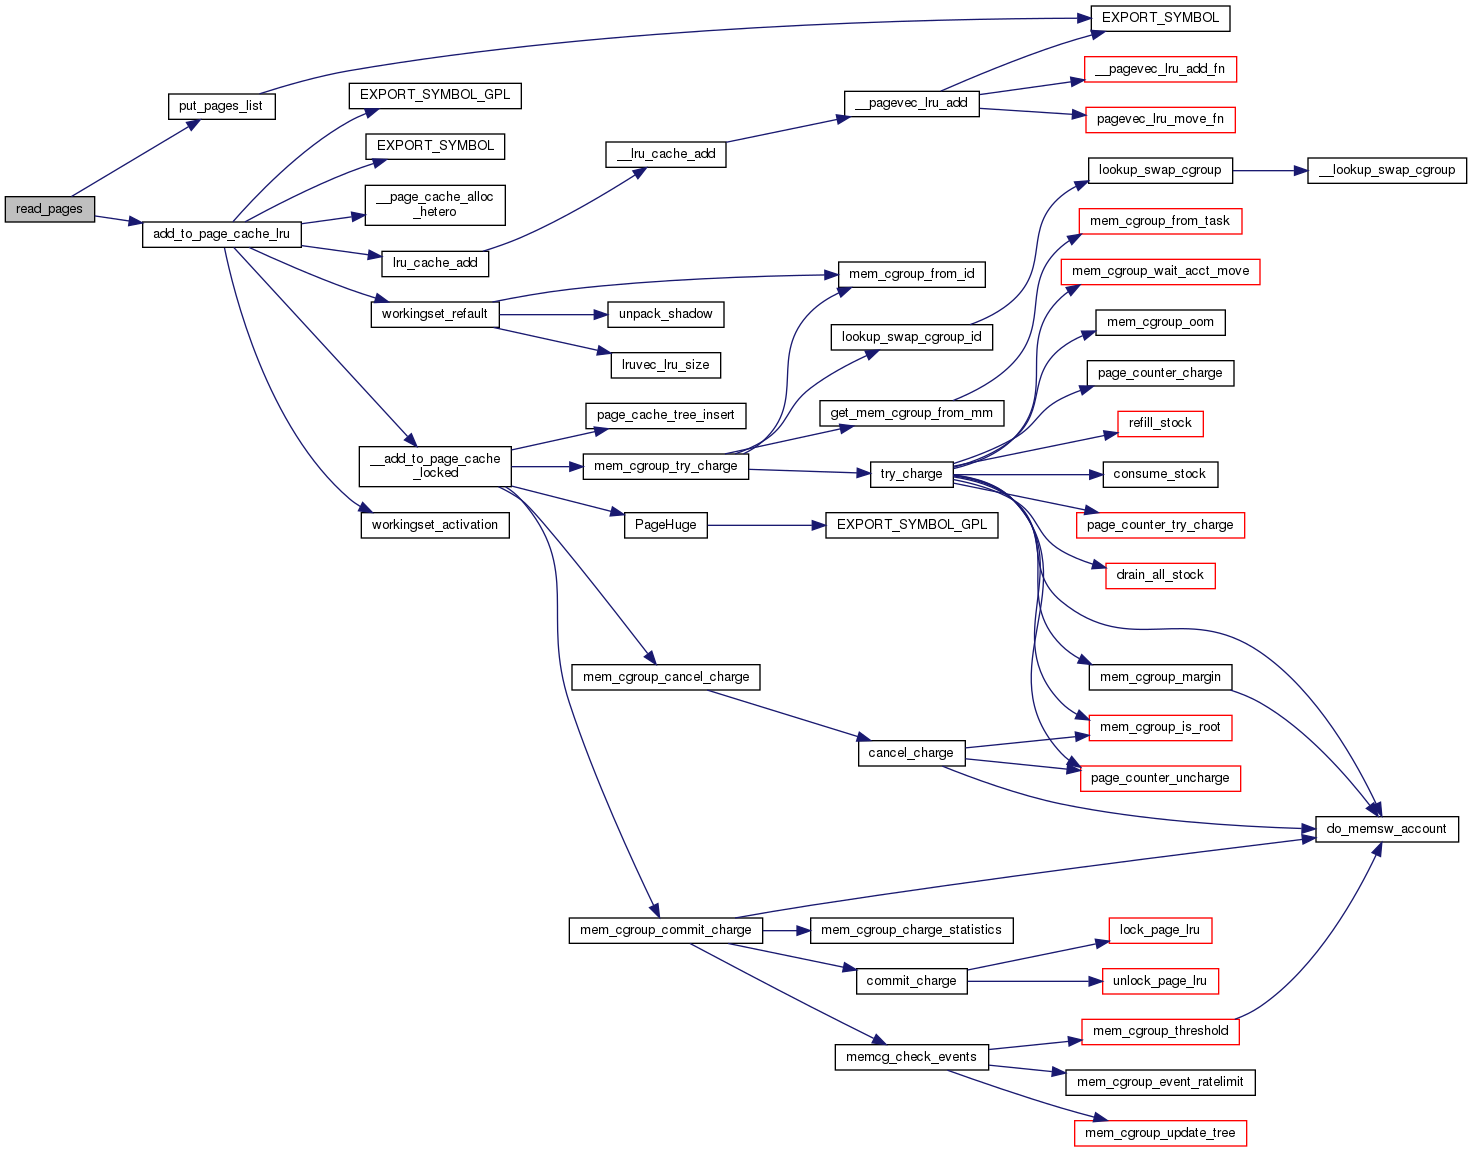 EXPORT_SYMBOL
__pagevec_lru_add_fn
EXPORT_SYMBOL_GPL
put_pages_list
__pagevec_lru_add
pagevec_lru_move_fn
EXPORT_SYMBOL
__lru_cache_add
lookup_swap_cgroup
__lookup_swap_cgroup
__page_cache_alloc
_hetero
read_pages
mem_cgroup_from_task
add_to_page_cache_lru
lru_cache_add
mem_cgroup_from_id
mem_cgroup_wait_acct_move
workingset_refault
unpack_shadow
mem_cgroup_oom
lookup_swap_cgroup_id
lruvec_lru_size
page_counter_charge
page_cache_tree_insert
get_mem_cgroup_from_mm
refill_stock
__add_to_page_cache
_locked
mem_cgroup_try_charge
try_charge
consume_stock
workingset_activation
PageHuge
EXPORT_SYMBOL_GPL
page_counter_try_charge
drain_all_stock
mem_cgroup_cancel_charge
mem_cgroup_margin
mem_cgroup_is_root
cancel_charge
page_counter_uncharge
do_memsw_account
mem_cgroup_commit_charge
mem_cgroup_charge_statistics
lock_page_lru
commit_charge
unlock_page_lru
mem_cgroup_threshold
memcg_check_events
mem_cgroup_event_ratelimit
mem_cgroup_update_tree